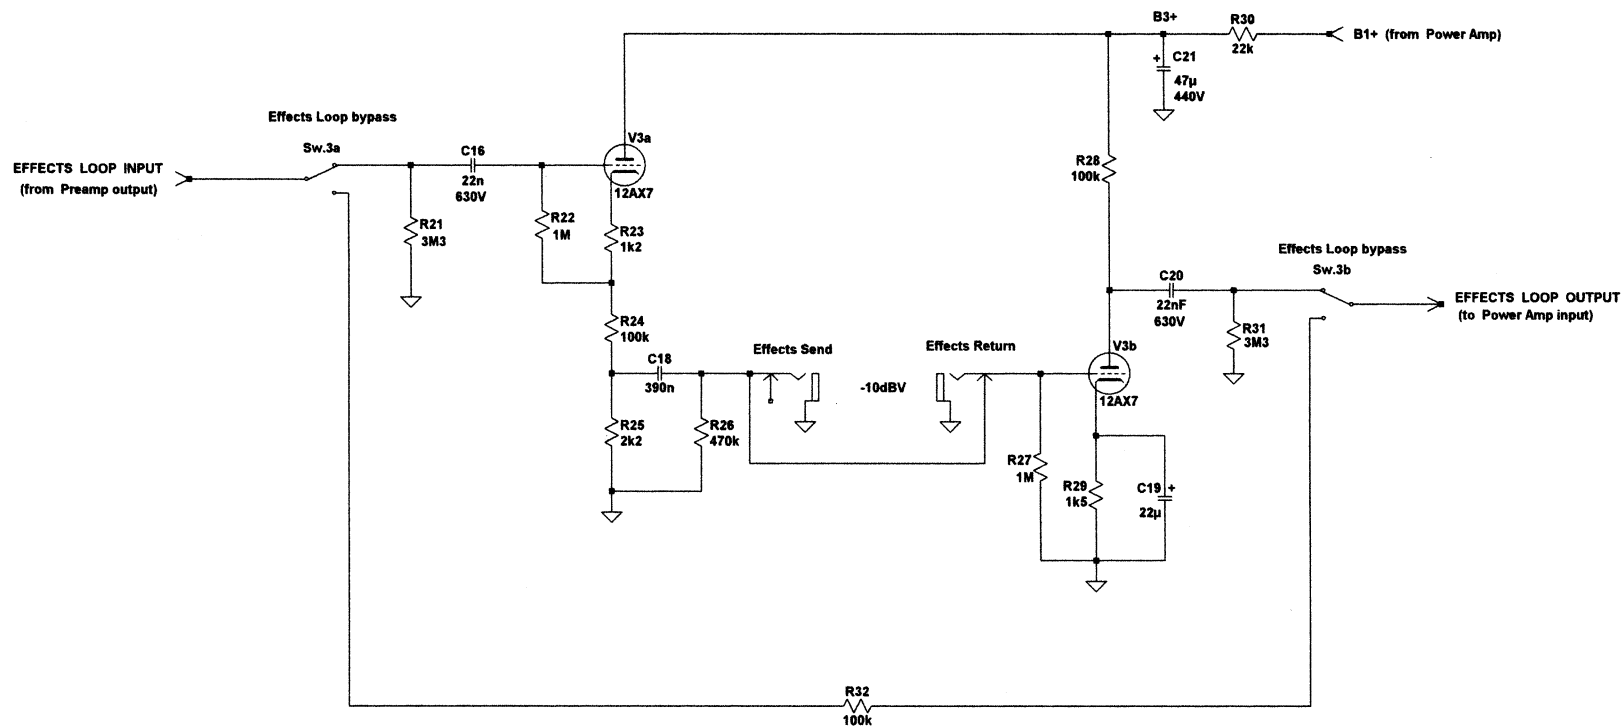 B3+
R30
22k
B1+ (from Power Amp)
+
C21
47µ
440V
Effects Loop bypass
Sw.3a
EFFECTS LOOP INPUT
(from Preamp output)
C16
22n
630V
V3a
12AX7
R28
100k
R21
3M3
R22
1M
R23
1k2
Effects Loop bypass
Sw.3b
C20
22nF
630V
EFFECTS LOOP OUTPUT
(to Power Amp input)
R24
100k
R31
3M3
Effects Send
Effects Return
V3b
C18
390n
-10dBV
12AX7
R25
2k2
R26
470k
R27
1M
R29
1k5
C19
+
22µ
R32
100k